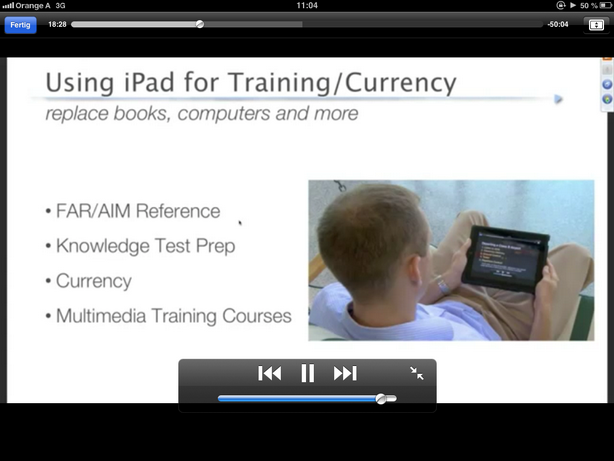 Orange A 3G
11:04
50 %
Fertig
18:28
-50:04
Using iPad for Training/Currency
replace books, computers and more
• FAR/AIM Reference
• Knowledge Test Prep
• Currency
• Multimedia Training Courses